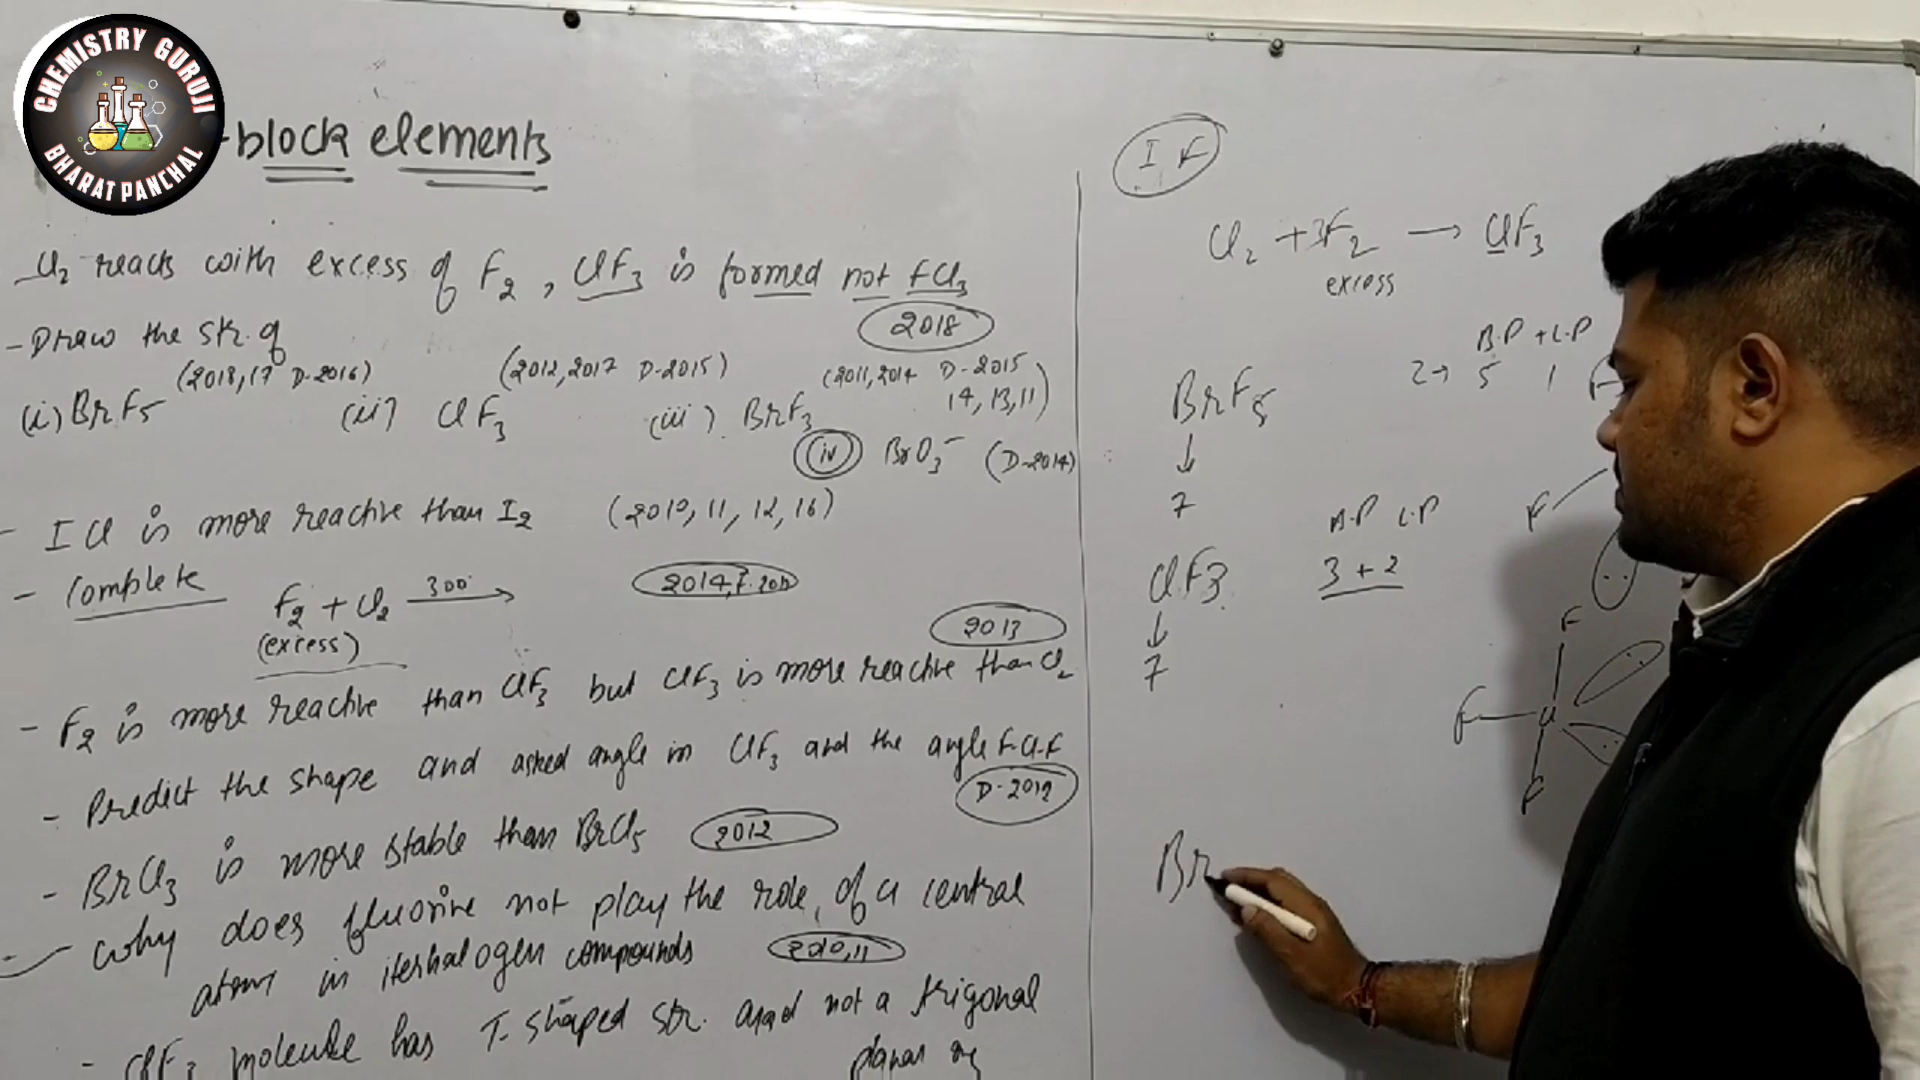 CHEMISTRY GURUJI
BHARAT PANCHAL
-block elements
Cl2 reacts with excess of F2, ClF3 is formed not FCl3
2018
- Draw the str. of
(2018,17 D-2016) (2012,2017 D-2015) (2011,2014 D-2015
14, 13, 11)
(i) BrF5 (ii) ClF3 (iii). BrF3
(iv) BrO3- (D-2014)
- ICl is more reactive than I2 (2010, 11, 12, 16)
- Complete F2 + Cl2 300° →
(excess)
2013
- F2 is more reactive than ClF3 but ClF3 is more reactive than Cl2
- Predict the shape and asked angle in ClF3 and the angle F-Cl-F
D-2012
- BrCl3 is more stable than BrCl5 2012
- Why does fluorine not play the role of a central
atom in iterhalogen compounds 2010,11
- ClF3 molecule has T-shaped str. and not a trigonal
planar
I F
Cl2 + 3F2 → ClF3
excess
B.P + L.P
2→ 5 1
F
BrF5
↓
7
F
B.P L.P
ClF3 3 + 2
↓
7
F
F Cl
F
Br